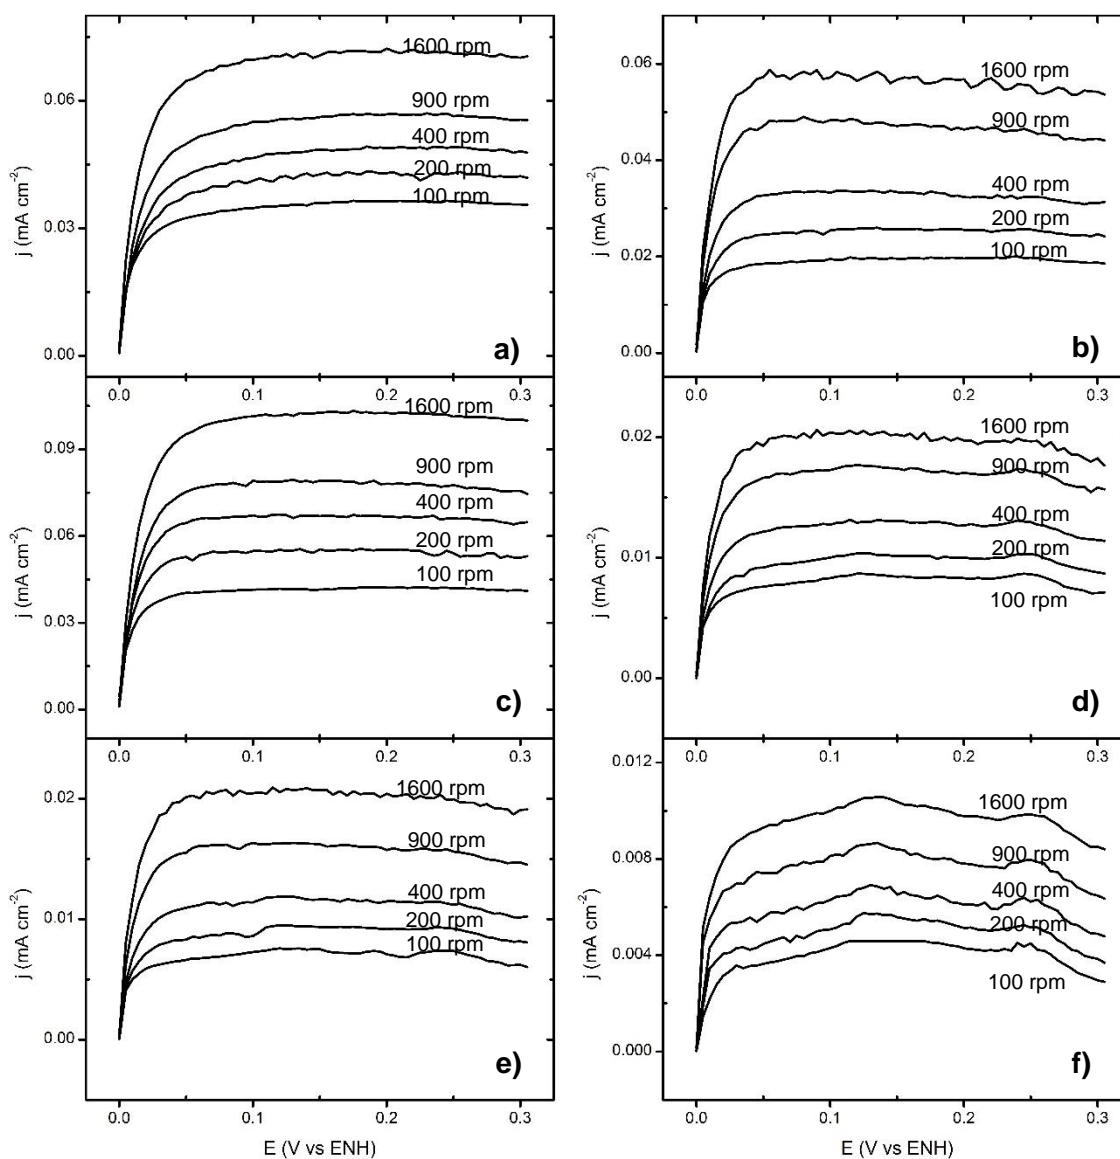 1600 rpm
0.06
900 rpm
400 rpm
200 rpm
0.03
100 rpm
0.00
j (mA cm-2)
a)
0.06
1600 rpm
900 rpm
0.04
400 rpm
200 rpm
0.02
100 rpm
0.00
j (mA cm-2)
b)
0.0 0.1 0.2 0.3
1600 rpm
0.09
900 rpm
400 rpm
0.06
200 rpm
100 rpm
0.03
0.00
j (mA cm-2)
c)
0.0 0.1 0.2 0.3
0.02
1600 rpm
900 rpm
400 rpm
0.01
200 rpm
100 rpm
0.00
j (mA cm-2)
d)
0.0 0.1 0.2 0.3
0.02
1600 rpm
900 rpm
400 rpm
0.01
200 rpm
100 rpm
0.00
j (mA cm-2)
e)
0.0 0.1 0.2 0.3
E (V vs ENH)
0.0 0.1 0.2 0.3
0.012
1600 rpm
0.008
900 rpm
400 rpm
200 rpm
0.004
100 rpm
0.000
j (mA cm-2)
f)
0.0 0.1 0.2 0.3
E (V vs ENH)